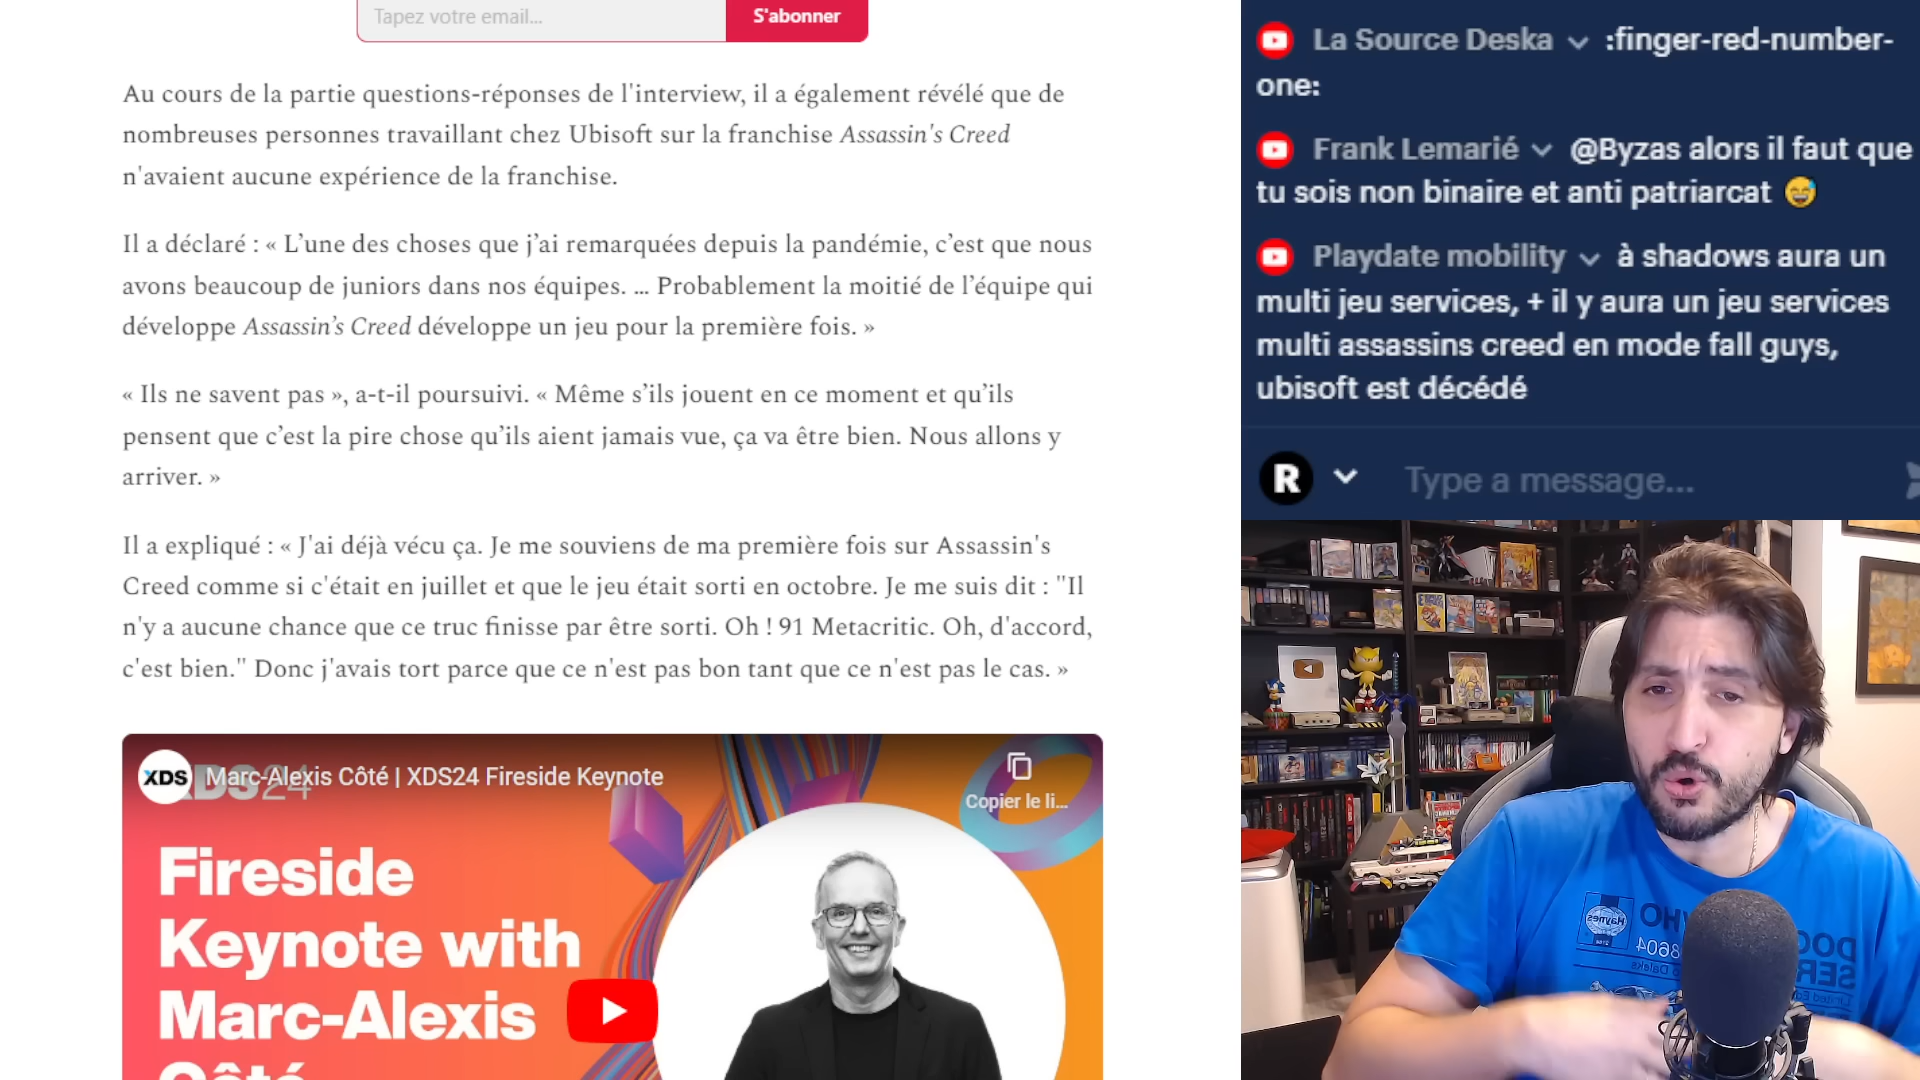 Tapez votre email...
S'abonner
Au cours de la partie questions-réponses de l'interview, il a également révélé que de
nombreuses personnes travaillant chez Ubisoft sur la franchise Assassin's Creed
n'avaient aucune expérience de la franchise.
Il a déclaré : « L’une des choses que j’ai remarquées depuis la pandémie, c’est que nous
avons beaucoup de juniors dans nos équipes. ... Probablement la moitié de l’équipe qui
développe Assassin’s Creed développe un jeu pour la première fois. »
« Ils ne savent pas », a-t-il poursuivi. « Même s’ils jouent en ce moment et qu’ils
pensent que c’est la pire chose qu’ils aient jamais vue, ça va être bien. Nous allons y
arriver. »
Il a expliqué : « J'ai déjà vécu ça. Je me souviens de ma première fois sur Assassin's
Creed comme si c'était en juillet et que le jeu était sorti en octobre. Je me suis dit : "Il
n'y a aucune chance que ce truc finisse par être sorti. Oh ! 91 Metacritic. Oh, d'accord,
c'est bien." Donc j'avais tort parce que ce n'est pas bon tant que ce n'est pas le cas. »
XDS
Marc-Alexis Côté | XDS24 Fireside Keynote
Copier le li...
Fireside
Keynote with
Marc-Alexis
Côté
La Source Deska :finger-red-number-
one:
Frank Lemarié @Byzas alors il faut que
tu sois non binaire et anti patriarcat 😅
Playdate mobility à shadows aura un
multi jeu services, + il y aura un jeu services
multi assassins creed en mode fall guys,
ubisoft est décédé
R
Type a message...
Haynes
8604